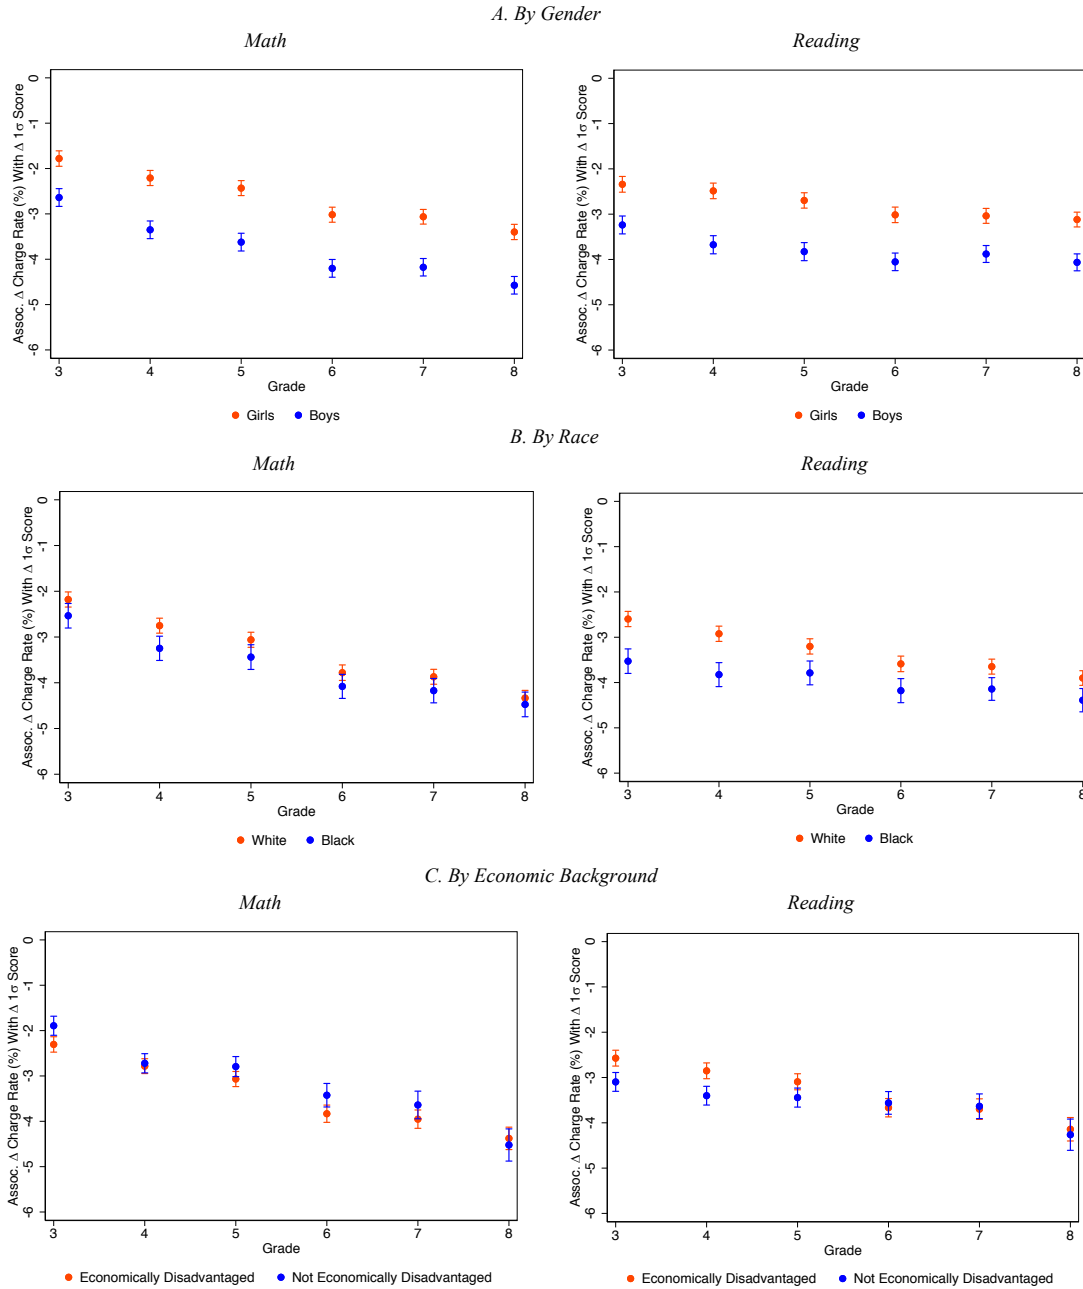 A. By Gender
Math
Reading
Assoc. Δ Charge Rate (%) With Δ 1σ Score
0
-1
-2
-3
-4
-5
-6
3 4 5 6 7 8
Grade
Girls Boys
Assoc. Δ Charge Rate (%) With Δ 1σ Score
0
-1
-2
-3
-4
-5
-6
3 4 5 6 7 8
Grade
Girls Boys
B. By Race
Math
Reading
Assoc. Δ Charge Rate (%) With Δ 1σ Score
0
-1
-2
-3
-4
-5
-6
3 4 5 6 7 8
Grade
White Black
Assoc. Δ Charge Rate (%) With Δ 1σ Score
0
-1
-2
-3
-4
-5
-6
3 4 5 6 7 8
Grade
White Black
C. By Economic Background
Math
Reading
Assoc. Δ Charge Rate (%) With Δ 1σ Score
0
-1
-2
-3
-4
-5
-6
3 4 5 6 7 8
Grade
Economically Disadvantaged Not Economically Disadvantaged
Assoc. Δ Charge Rate (%) With Δ 1σ Score
0
-1
-2
-3
-4
-5
-6
3 4 5 6 7 8
Grade
Economically Disadvantaged Not Economically Disadvantaged